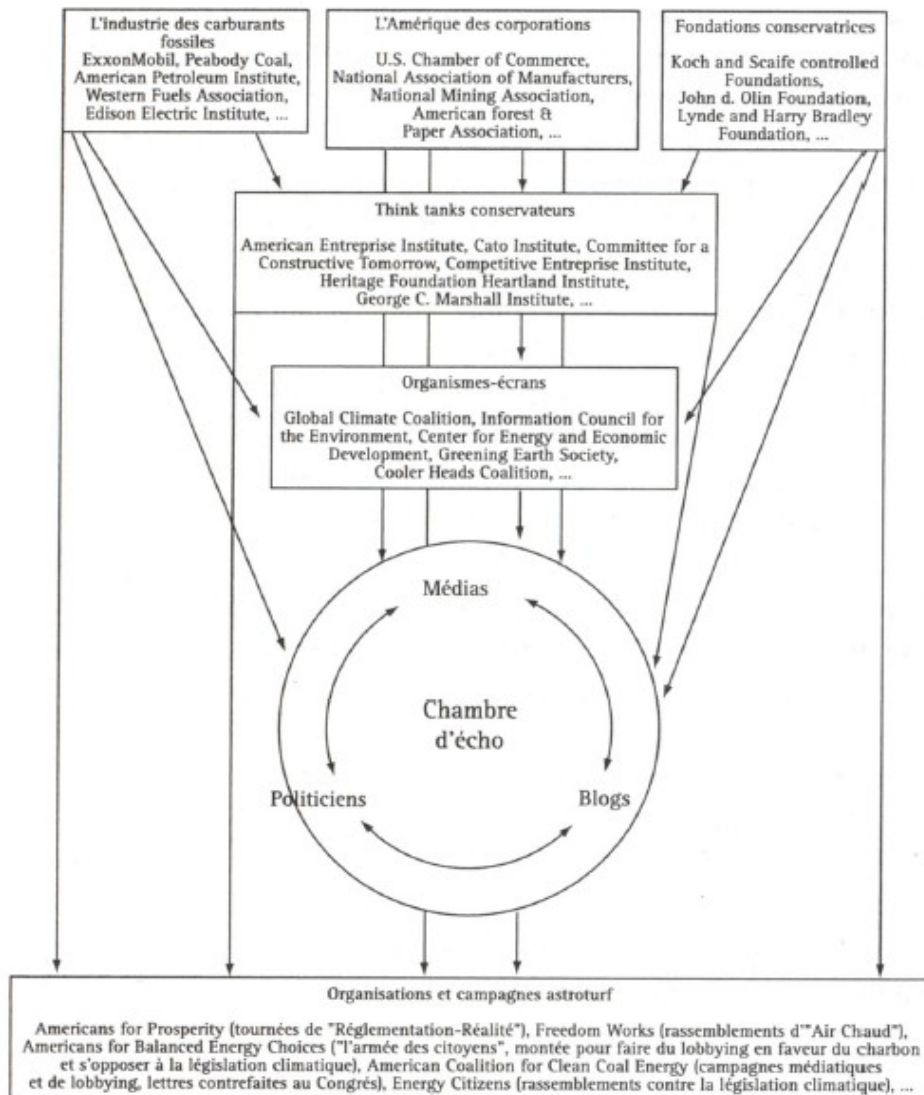 L'industrie des carburants
fossiles
ExxonMobil, Peabody Coal,
American Petroleum Institute,
Western Fuels Association,
Edison Electric Institute, ...
L'Amérique des corporations
U.S. Chamber of Commerce,
National Association of Manufacturers,
National Mining Association,
American forest &
Paper Association, ...
Fondations conservatrices
Koch and Scaife controlled
Foundations,
John d. Olin Foundation,
Lynde and Harry Bradley
Foundation, ...
Think tanks conservateurs
American Entreprise Institute, Cato Institute, Committee for a
Constructive Tomorrow, Competitive Entreprise Institute,
Heritage Foundation Heartland Institute,
George C. Marshall Institute, ...
Organismes-écrans
Global Climate Coalition, Information Council for
the Environment, Center for Energy and Economic
Development, Greening Earth Society,
Cooler Heads Coalition, ...
Médias
Chambre
d'écho
Politiciens
Blogs
Organisations et campagnes astroturf
Americans for Prosperity (tournées de "Réglementation-Réalité"), Freedom Works (rassemblements d'"Air Chaud"),
Americans for Balanced Energy Choices ("l'armée des citoyens", montée pour faire du lobbying en faveur du charbon
et s'opposer à la législation climatique), American Coalition for Clean Coal Energy (campagnes médiatiques
et de lobbying, lettres contrefaites au Congrés), Energy Citizens (rassemblements contre la législation climatique), ...